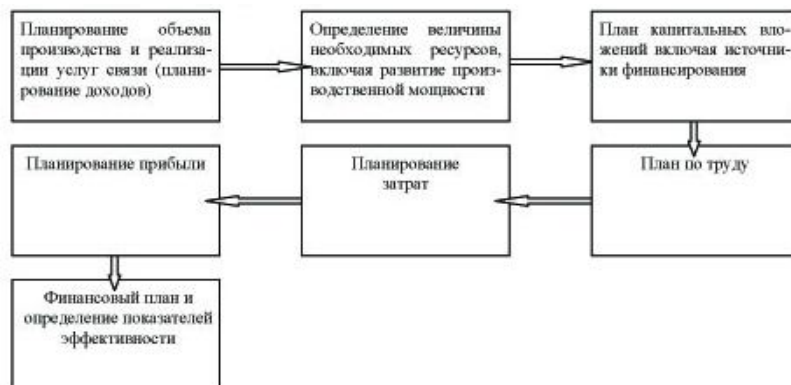 Планирование объема
производства и реализа-
ции услуг связи (плани-
рование доходов)
Определение величины
необходимых ресурсов,
включая развитие произ-
водственной мощности
План капитальных вло-
жений включая источни-
ки финансирования
Планирование прибыли
Планирование
затрат
План по труду
Финансовый план и
определение показателей
эффективности